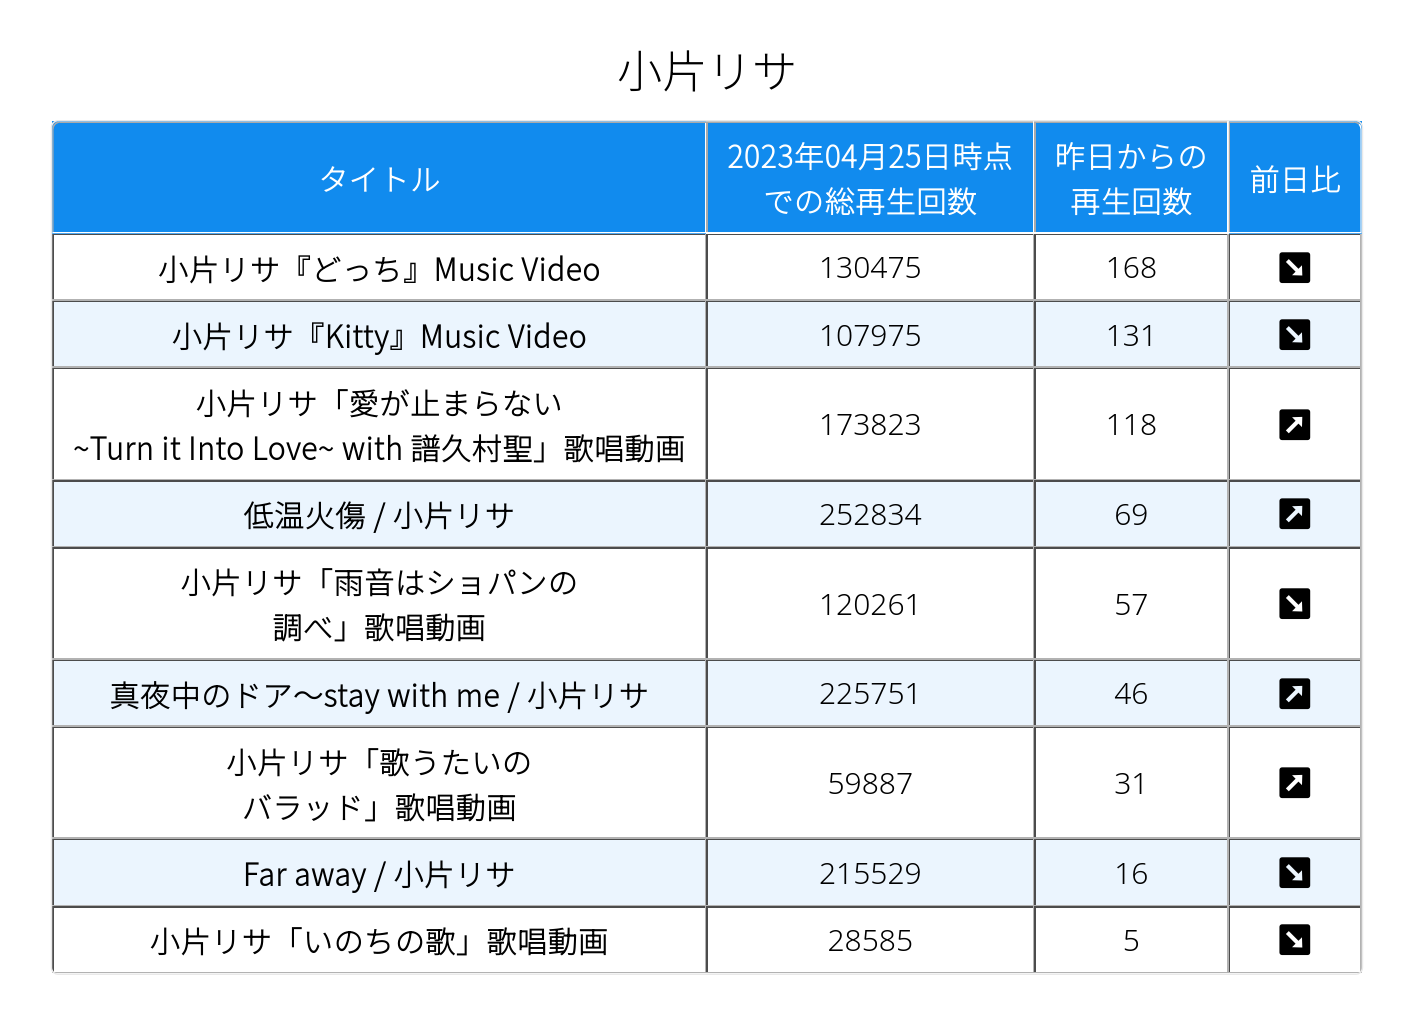 小片リサ
タイトル
2023年04月25日時点
での総再生回数
昨日からの
再生回数
前日比
小片リサ『どっち』Music Video
130475
168
小片リサ『Kitty』Music Video
107975
131
小片リサ「愛が止まらない
~Turn it Into Love~ with 譜久村聖」歌唱動画
173823
118
低温火傷 / 小片リサ
252834
69
小片リサ「雨音はショパンの
調べ」歌唱動画
120261
57
真夜中のドア〜stay with me / 小片リサ
225751
46
小片リサ「歌うたいの
バラッド」歌唱動画
59887
31
Far away / 小片リサ
215529
16
小片リサ「いのちの歌」歌唱動画
28585
5